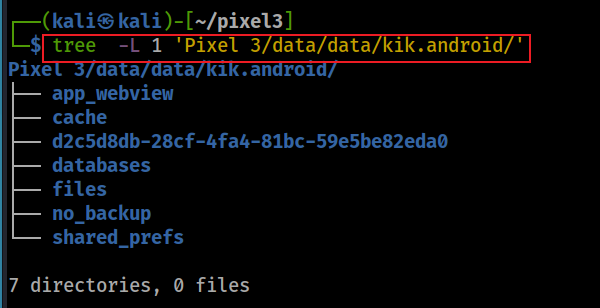 ┌──(kali㉿kali)-[~/pixel3]
└─$ tree  -L 1 'Pixel 3/data/data/kik.android/'
Pixel 3/data/data/kik.android/
├── app_webview
├── cache
├── d2c5d8db-28cf-4fa4-81bc-59e5be82eda0
├── databases
├── files
├── no_backup
└── shared_prefs

7 directories, 0 files